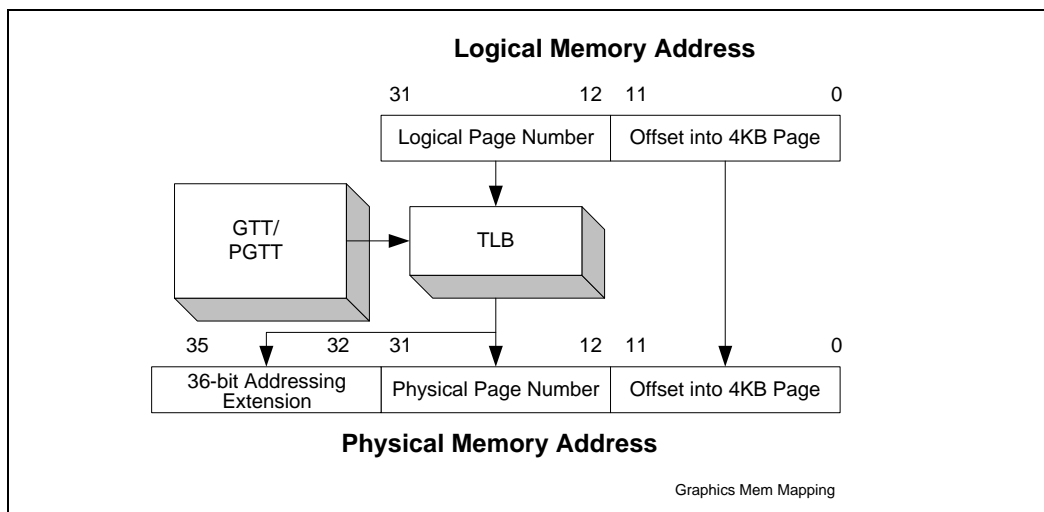 Logical Memory Address
31 12 11 0
Logical Page Number Offset into 4KB Page
GTT/
PGTT
TLB
35 32 31 12 11 0
36-bit Addressing
Extension
Physical Page Number Offset into 4KB Page
Physical Memory Address
Graphics Mem Mapping